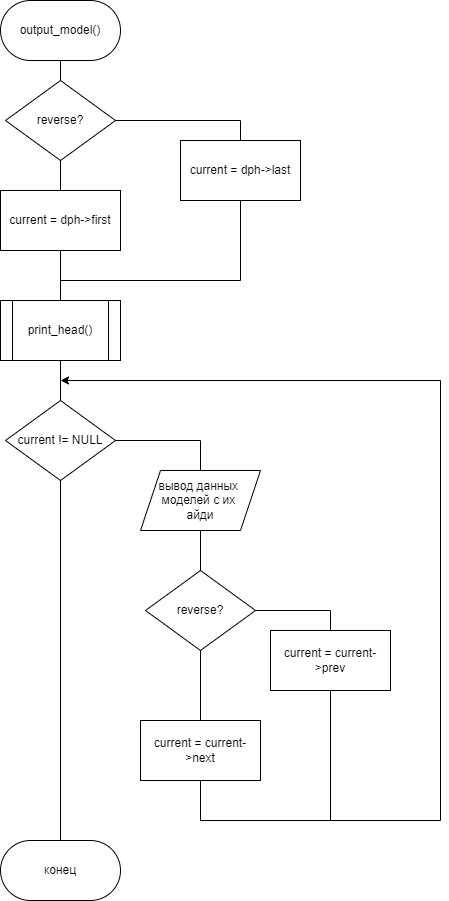 output_model()
reverse?
current = dph->last
current = dph->first
print_head()
current != NULL
вывод данных
моделей с их
айди
reverse?
current = current-
>prev
current = current-
>next
конец